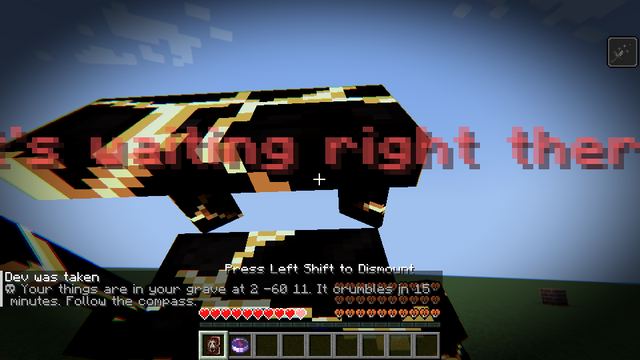 's waiting right ther
Press Left Shift to Dismount
Dev was taken
☠ Your things are in your grave at 2 -60 11. It crumbles in 15
minutes. Follow the compass.